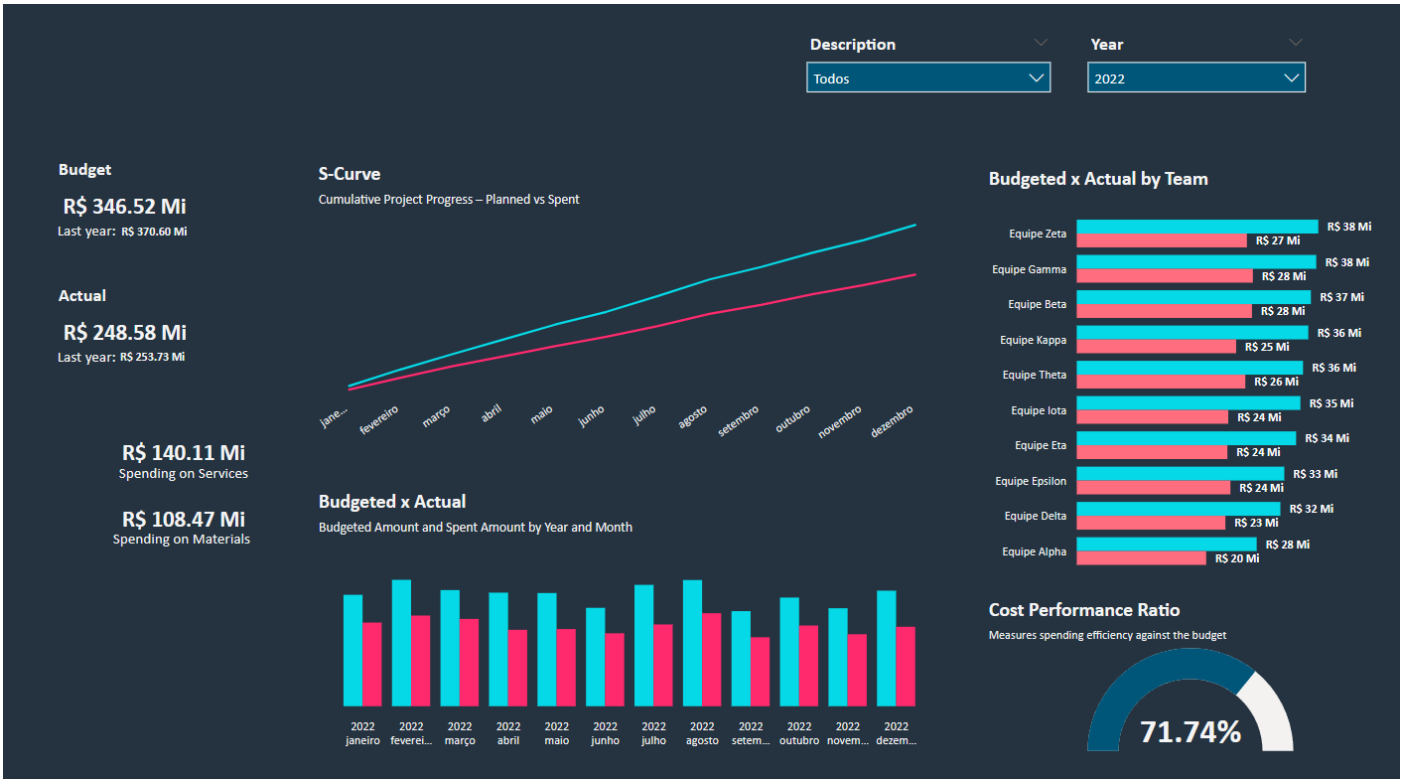 Description
Year
Todos
2022
Budget
R$ 346.52 Mi
Last year: R$ 370.60 Mi
Actual
R$ 248.58 Mi
Last year: R$ 253.73 Mi
R$ 140.11 Mi
Spending on Services
R$ 108.47 Mi
Spending on Materials
S-Curve
Cumulative Project Progress – Planned vs Spent
jane...
fevereiro
março
abril
maio
junho
julho
agosto
setembro
outubro
novembro
dezembro
Budgeted x Actual
Budgeted Amount and Spent Amount by Year and Month
2022 2022 2022 2022 2022 2022 2022 2022 2022 2022 2022 2022
janeiro feverei... março abril maio junho julho agosto setem... outubro novem... dezem...
Budgeted x Actual by Team
Equipe Zeta R$ 38 Mi
R$ 27 Mi
Equipe Gamma R$ 38 Mi
R$ 28 Mi
Equipe Beta R$ 37 Mi
R$ 28 Mi
Equipe Kappa R$ 36 Mi
R$ 25 Mi
Equipe Theta R$ 36 Mi
R$ 26 Mi
Equipe Iota R$ 35 Mi
R$ 24 Mi
Equipe Eta R$ 34 Mi
R$ 24 Mi
Equipe Epsilon R$ 33 Mi
R$ 24 Mi
Equipe Delta R$ 32 Mi
R$ 23 Mi
Equipe Alpha R$ 28 Mi
R$ 20 Mi
Cost Performance Ratio
Measures spending efficiency against the budget
71.74%